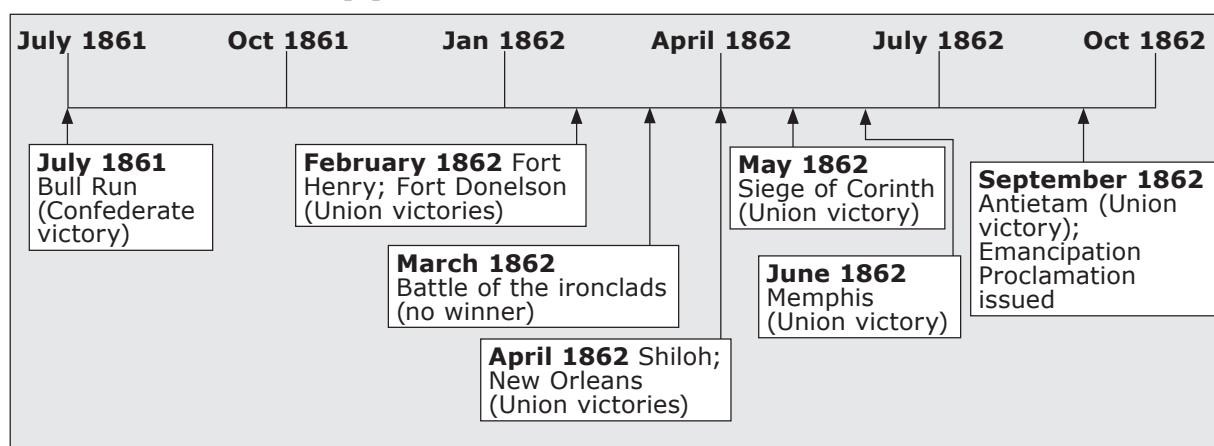 July 1861 Oct 1861 Jan 1862 April 1862 July 1862 Oct 1862
July 1861
Bull Run
(Confederate
victory)
February 1862 Fort
Henry; Fort Donelson
(Union victories)
March 1862
Battle of the ironclads
(no winner)
April 1862 Shiloh;
New Orleans
(Union victories)
May 1862
Siege of Corinth
(Union victory)
June 1862
Memphis
(Union victory)
September 1862
Antietam (Union
victory);
Emancipation
Proclamation
issued